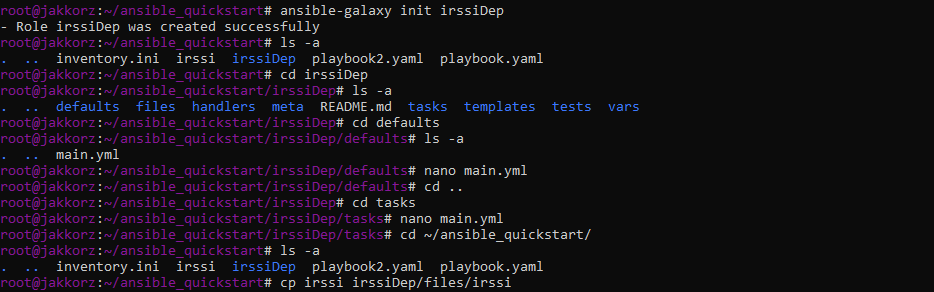 root@jakkorz:~/ansible_quickstart# ansible-galaxy init irssiDep
- Role irssiDep was created successfully
root@jakkorz:~/ansible_quickstart# ls -a
.  ..  inventory.ini  irssi  irssiDep  playbook2.yaml  playbook.yaml
root@jakkorz:~/ansible_quickstart# cd irssiDep
root@jakkorz:~/ansible_quickstart/irssiDep# ls -a
.  ..  defaults  files  handlers  meta  README.md  tasks  templates  tests  vars
root@jakkorz:~/ansible_quickstart/irssiDep# cd defaults
root@jakkorz:~/ansible_quickstart/irssiDep/defaults# ls -a
.  ..  main.yml
root@jakkorz:~/ansible_quickstart/irssiDep/defaults# nano main.yml
root@jakkorz:~/ansible_quickstart/irssiDep/defaults# cd ..
root@jakkorz:~/ansible_quickstart/irssiDep# cd tasks
root@jakkorz:~/ansible_quickstart/irssiDep/tasks# nano main.yml
root@jakkorz:~/ansible_quickstart/irssiDep/tasks# cd ~/ansible_quickstart/
root@jakkorz:~/ansible_quickstart# ls -a
.  ..  inventory.ini  irssi  irssiDep  playbook2.yaml  playbook.yaml
root@jakkorz:~/ansible_quickstart# cp irssi irssiDep/files/irssi